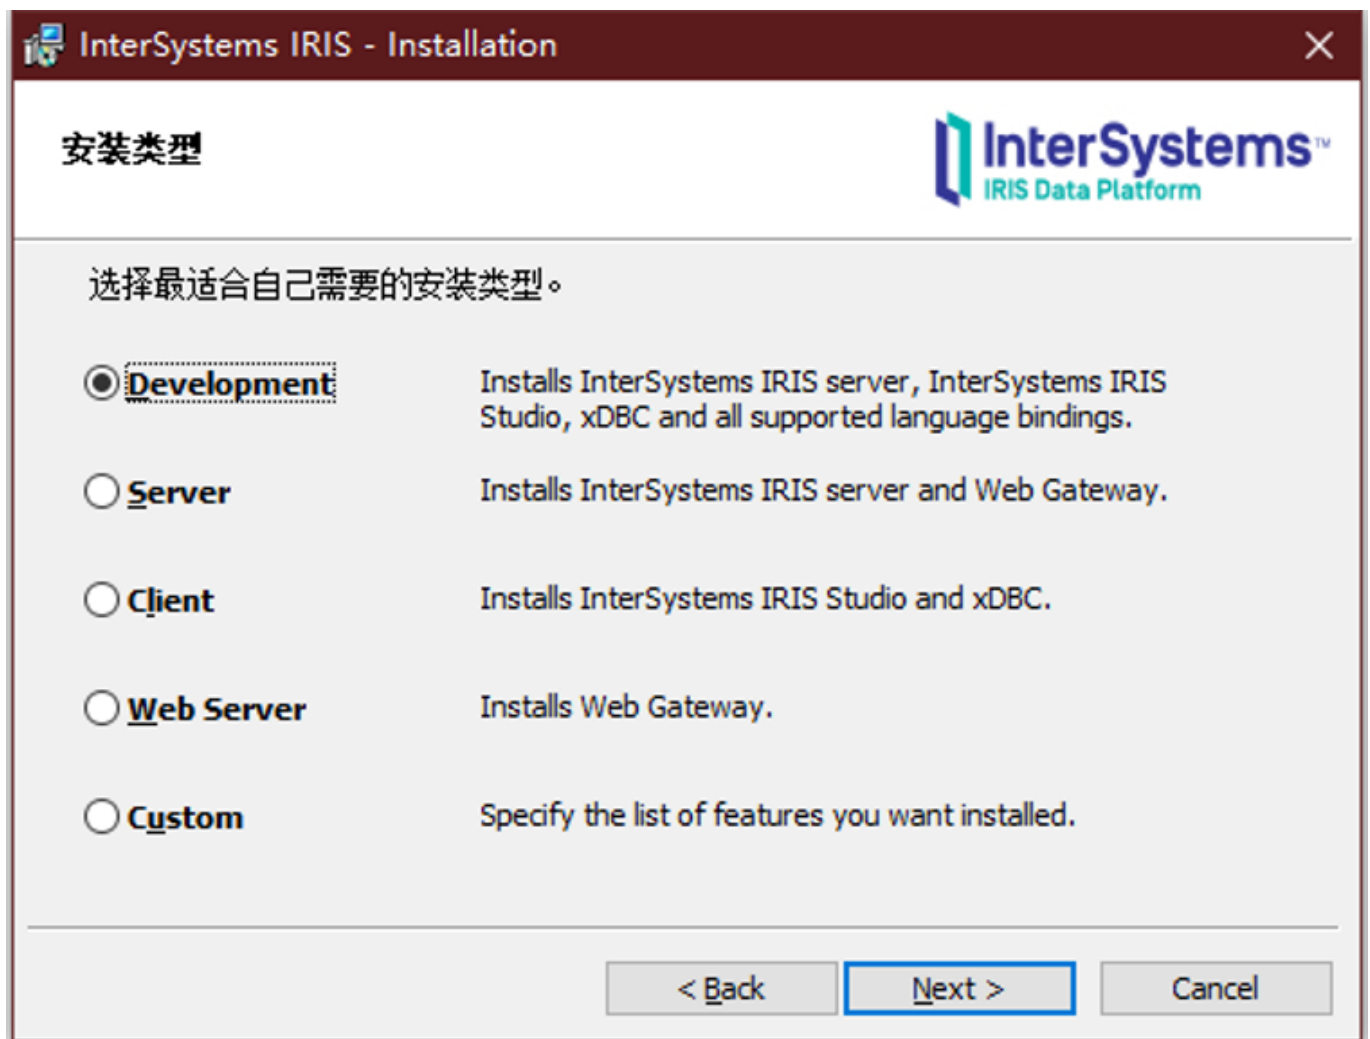 InterSystems IRIS - Installation
安装类型
InterSystems™
IRIS Data Platform
选择最适合自己需要的安装类型。
Development
Installs InterSystems IRIS server, InterSystems IRIS
Studio, xDBC and all supported language bindings.
Server
Installs InterSystems IRIS server and Web Gateway.
Client
Installs InterSystems IRIS Studio and xDBC.
Web Server
Installs Web Gateway.
Custom
Specify the list of features you want installed.
< Back
Next >
Cancel